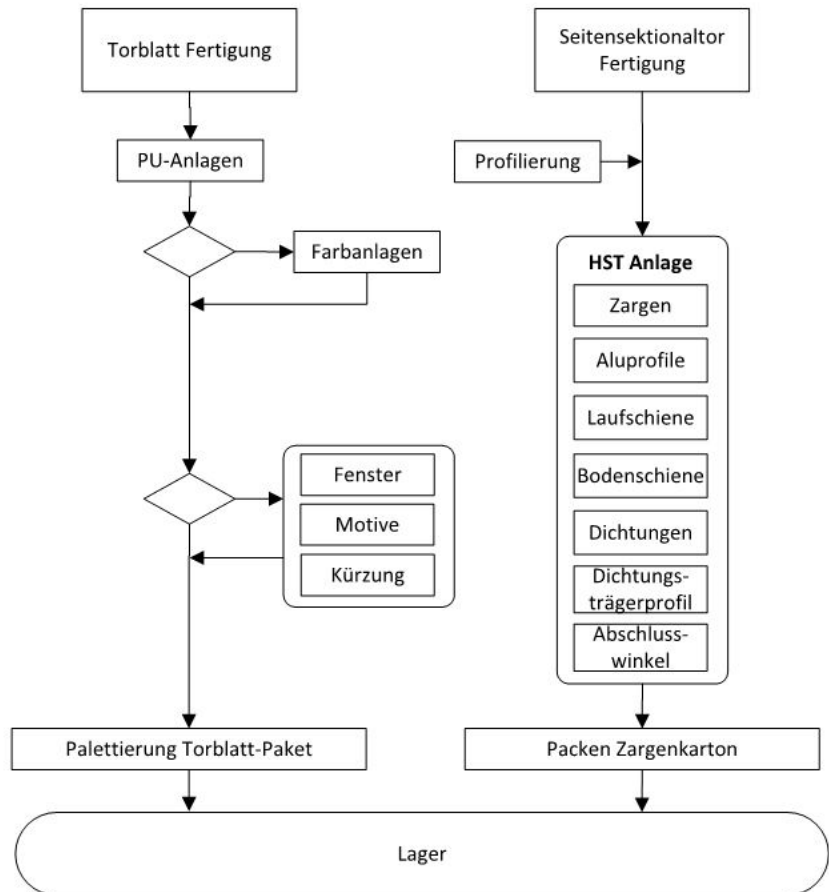 Torblatt Fertigung
PU-Anlagen
Farbanlagen
Fenster
Motive
Kürzung
Palettierung Torblatt-Paket
Seitensektionaltor
Fertigung
Profilierung
HST Anlage
Zargen
Aluprofile
Laufschiene
Bodenschiene
Dichtungen
Dichtungs-
trägerprofil
Abschluss-
winkel
Packen Zargenkarton
Lager